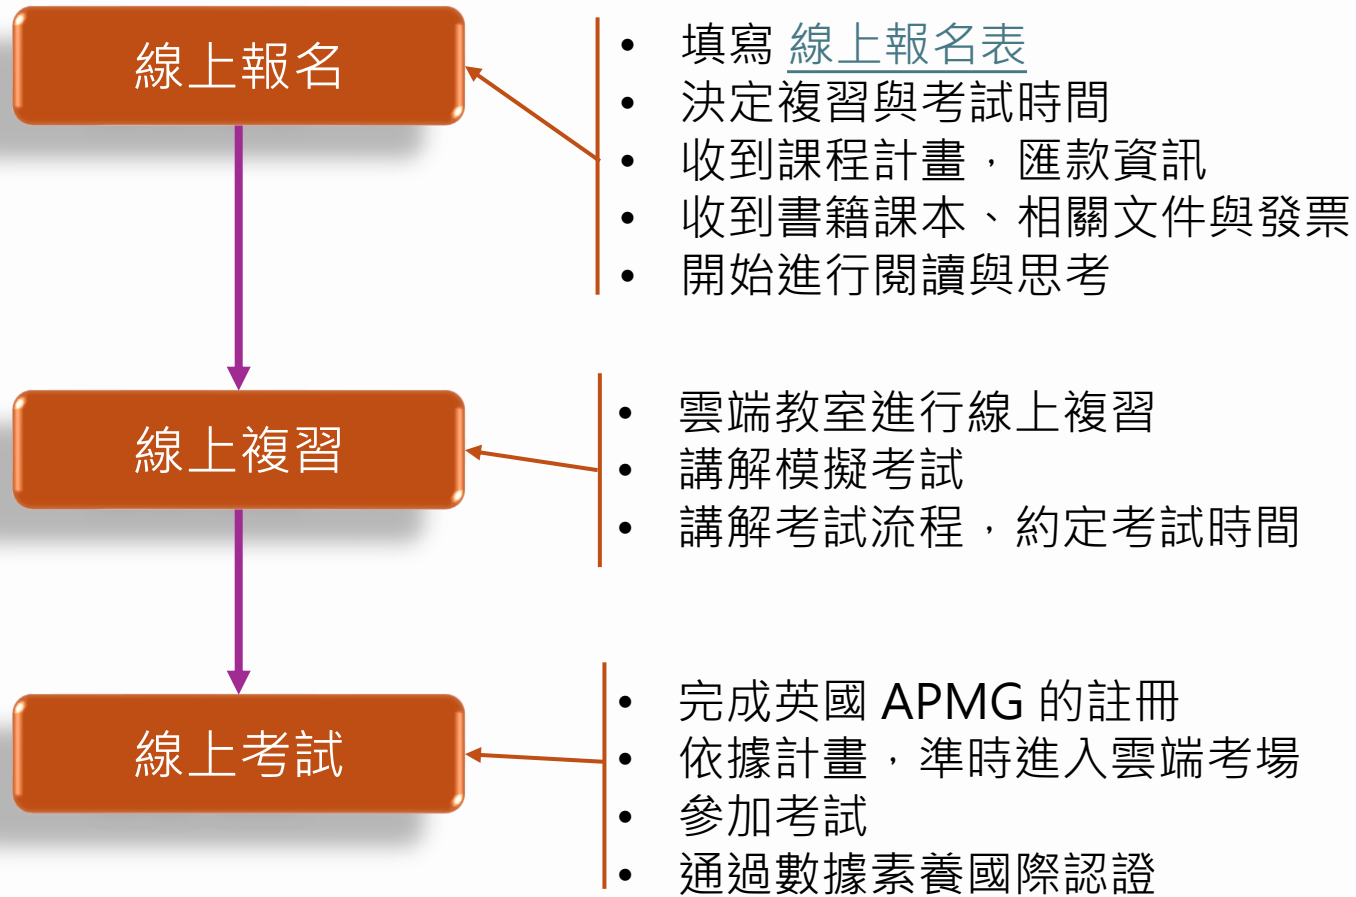 線上報名
• 填寫 線上報名表
• 決定複習與考試時間
• 收到課程計畫，匯款資訊
• 收到書籍課本、相關文件與發票
• 開始進行閱讀與思考
線上複習
• 雲端教室進行線上複習
• 講解模擬考試
• 講解考試流程，約定考試時間
線上考試
• 完成英國 APMG 的註冊
• 依據計畫，準時進入雲端考場
• 參加考試
• 通過數據素養國際認證